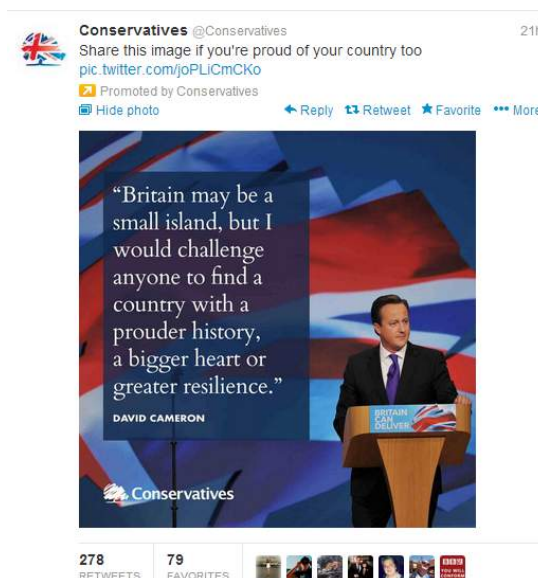 Conservatives @Conservatives
Share this image if you're proud of your country too
pic.twitter.com/joPLiCmCKo
Promoted by Conservatives
Hide photo Reply Retweet Favorite More
“Britain may be a
small island, but I
would challenge
anyone to find a
country with a
prouder history,
a bigger heart or
greater resilience.”
DAVID CAMERON
BRITAIN
CAN
DELIVER
Conservatives
278 79
RETWEETS FAVORITES